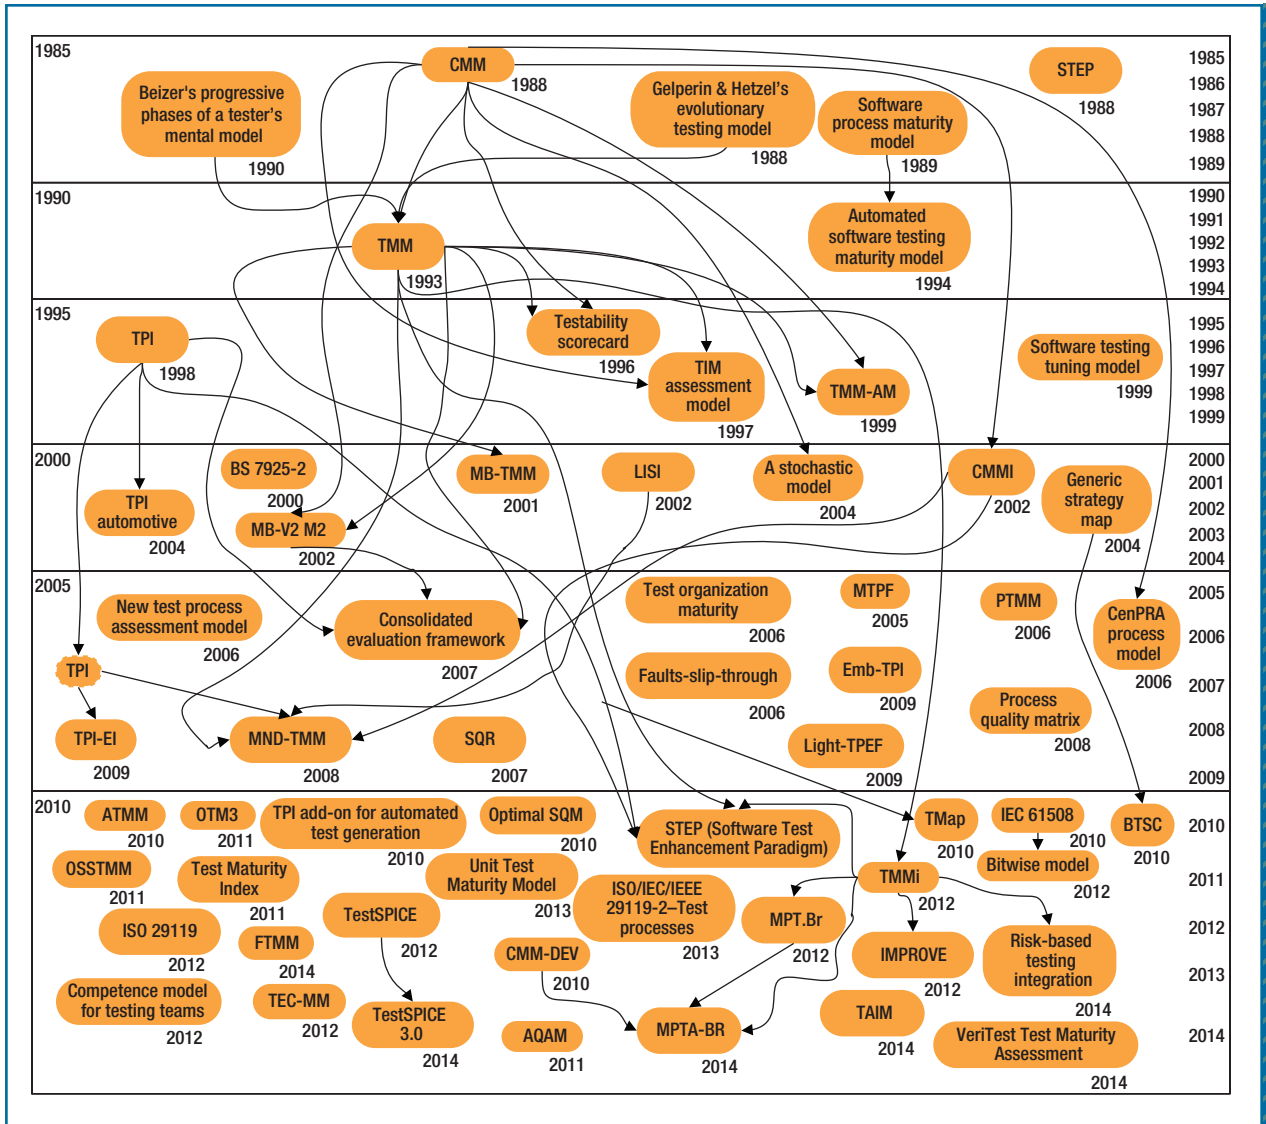 1985
CMM
1988
STEP
1988
Beizer's progressive
phases of a tester's
mental model
1990
Gelperin & Hetzel's
evolutionary
testing model
1988
Software
process maturity
model
1989
1985
1986
1987
1988
1989
1990
TMM
1993
Automated
software testing
maturity model
1994
1990
1991
1992
1993
1994
1995
TPI
1998
Testability
scorecard
1996
TIM
assessment
model
1997
TMM-AM
1999
Software testing
tuning model
1999
1995
1996
1997
1998
1999
2000
BS 7925-2
2000
TPI
automotive
2004
MB-V2 M2
2002
MB-TMM
2001
LISI
2002
A stochastic
model
2004
CMMI
2002
Generic
strategy
map
2004
2000
2001
2002
2003
2004
2005
New test process
assessment model
2006
Consolidated
evaluation framework
2007
Test organization
maturity
2006
MTPF
2005
PTMM
2006
CenPRA
process
model
2006
TPI
Faults-slip-through
2006
Emb-TPI
2009
TPI-EI
2009
MND-TMM
2008
SQR
2007
Light-TPEF
2009
Process
quality matrix
2008
2005
2006
2007
2008
2009
2010
ATMM
2010
OTM3
2011
TPI add-on for automated
test generation
2010
Optimal SQM
2010
STEP (Software Test
Enhancement Paradigm)
TMap
2010
IEC 61508
2010
Bitwise model
2012
BTSC
2010
OSSTMM
2011
Test Maturity
Index
2011
Unit Test
Maturity Model
2013
TMMi
2012
ISO 29119
2012
FTMM
2014
TestSPICE
2012
ISO/IEC/IEEE
29119-2–Test
processes
2013
MPT.Br
2012
IMPROVE
2012
Risk-based
testing
integration
2014
CMM-DEV
2010
Competence model
for testing teams
2012
TEC-MM
2012
TestSPICE
3.0
2014
AQAM
2011
MPTA-BR
2014
TAIM
2014
VeriTest Test Maturity
Assessment
2014
2010
2011
2012
2013
2014